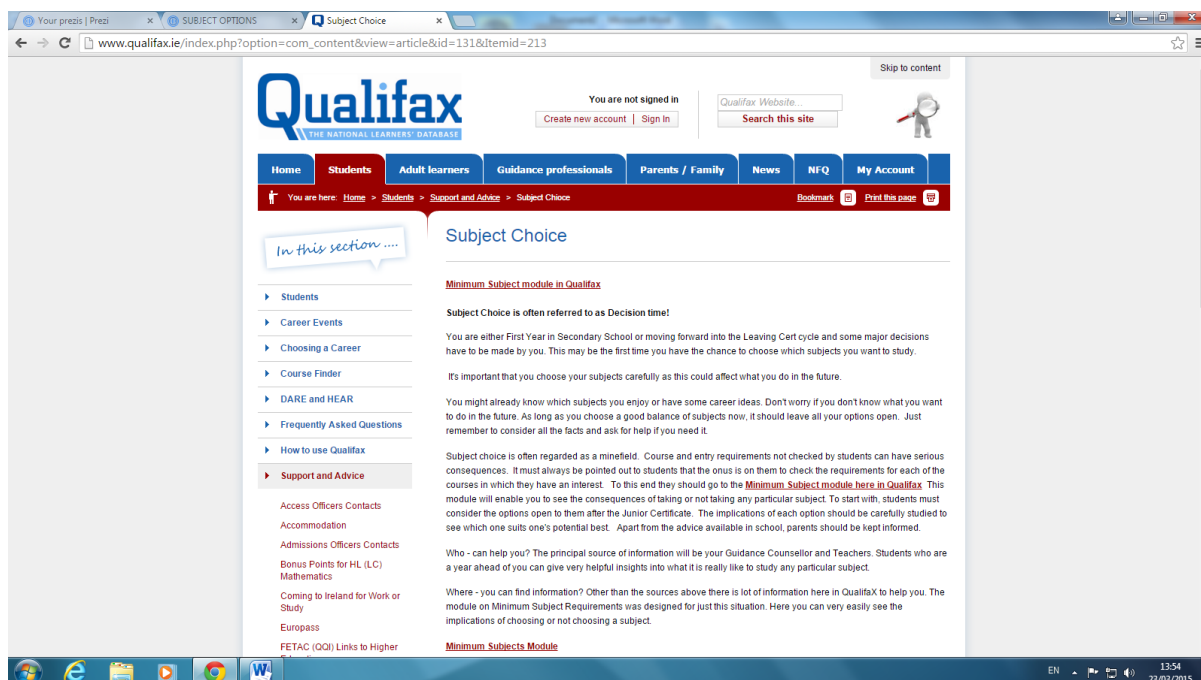 Your prezis | Prezi
SUBJECT OPTIONS
Subject Choice
www.qualifax.ie/index.php?option=com_content&view=article&id=131&Itemid=213
Skip to content
Qualifax
THE NATIONAL LEARNERS' DATABASE
You are not signed in
Create new account | Sign In
Qualifax Website...
Search this site
Home Students Adult learners Guidance professionals Parents / Family News NFQ My Account
You are here: Home > Students > Support and Advice > Subject Chioce
Bookmark Print this page
In this section ....
Students
Career Events
Choosing a Career
Course Finder
DARE and HEAR
Frequently Asked Questions
How to use Qualifax
Support and Advice
Access Officers Contacts
Accommodation
Admissions Officers Contacts
Bonus Points for HL (LC)
Mathematics
Coming to Ireland for Work or
Study
Europass
FETAC (QQI) Links to Higher
Subject Choice
Minimum Subject module in Qualifax
Subject Choice is often referred to as Decision time!
You are either First Year in Secondary School or moving forward into the Leaving Cert cycle and some major decisions
have to be made by you. This may be the first time you have the chance to choose which subjects you want to study.
It's important that you choose your subjects carefully as this could affect what you do in the future.
You might already know which subjects you enjoy or have some career ideas. Don't worry if you don't know what you want
to do in the future. As long as you choose a good balance of subjects now, it should leave all your options open. Just
remember to consider all the facts and ask for help if you need it.
Subject choice is often regarded as a minefield. Course and entry requirements not checked by students can have serious
consequences. It must always be pointed out to students that the onus is on them to check the requirements for each of the
courses in which they have an interest. To this end they should go to the Minimum Subject module here in Qualifax This
module will enable you to see the consequences of taking or not taking any particular subject. To start with, students must
consider the options open to them after the Junior Certificate. The implications of each option should be carefully studied to
see which one suits one's potential best. Apart from the advice available in school, parents should be kept informed.
Who - can help you? The principal source of information will be your Guidance Counsellor and Teachers. Students who are
a year ahead of you can give very helpful insights into what it is really like to study any particular subject.
Where - you can find information? Other than the sources above there is lot of information here in QualifaX to help you. The
module on Minimum Subject Requirements was designed for just this situation. Here you can very easily see the
implications of choosing or not choosing a subject.
Minimum Subjects Module
EN
13:54
23/03/2015